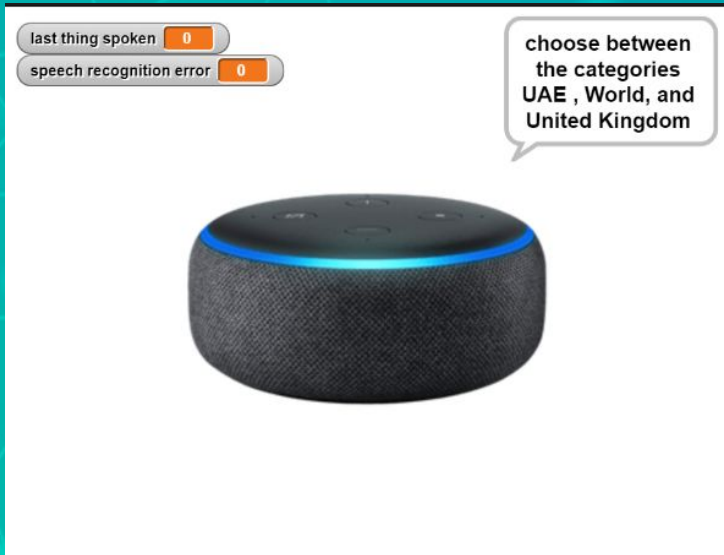 last thing spoken 0
speech recognition error 0
choose between
the categories
UAE , World, and
United Kingdom